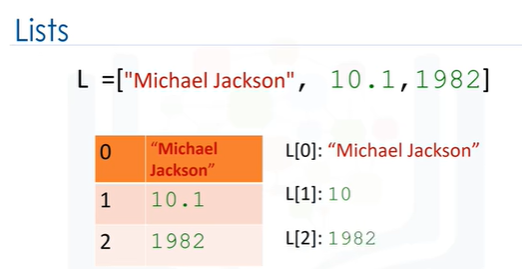 Lists
L =["Michael Jackson", 10.1,1982]
0 “Michael
Jackson”
L[0]: “Michael Jackson”
1 10.1
L[1]: 10
2 1982
L[2]: 1982